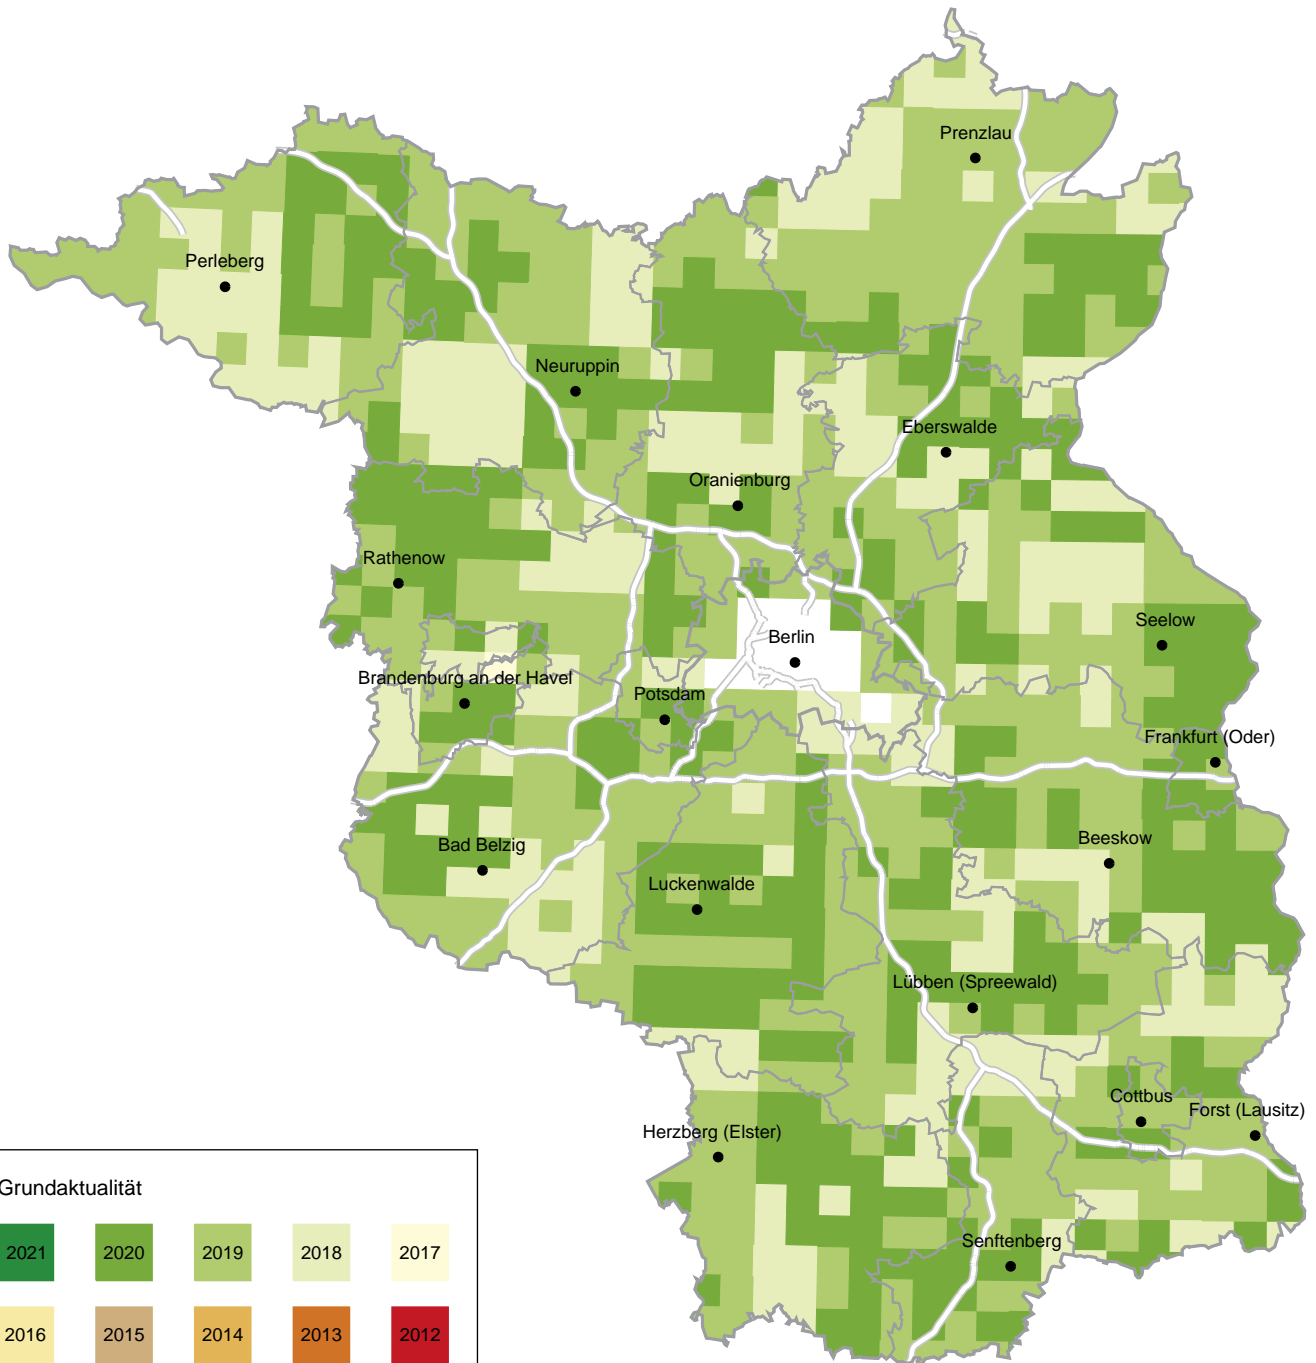 Prenzlau
Perleberg
Neuruppin
Eberswalde
Oranienburg
Rathenow
Seelow
Berlin
Brandenburg an der Havel
Potsdam
Frankfurt (Oder)
Beeskow
Bad Belzig
Luckenwalde
Lübben (Spreewald)
Cottbus
Forst (Lausitz)
Herzberg (Elster)
Senftenberg
Grundaktualität
2021 2020 2019 2018 2017
2016 2015 2014 2013 2012